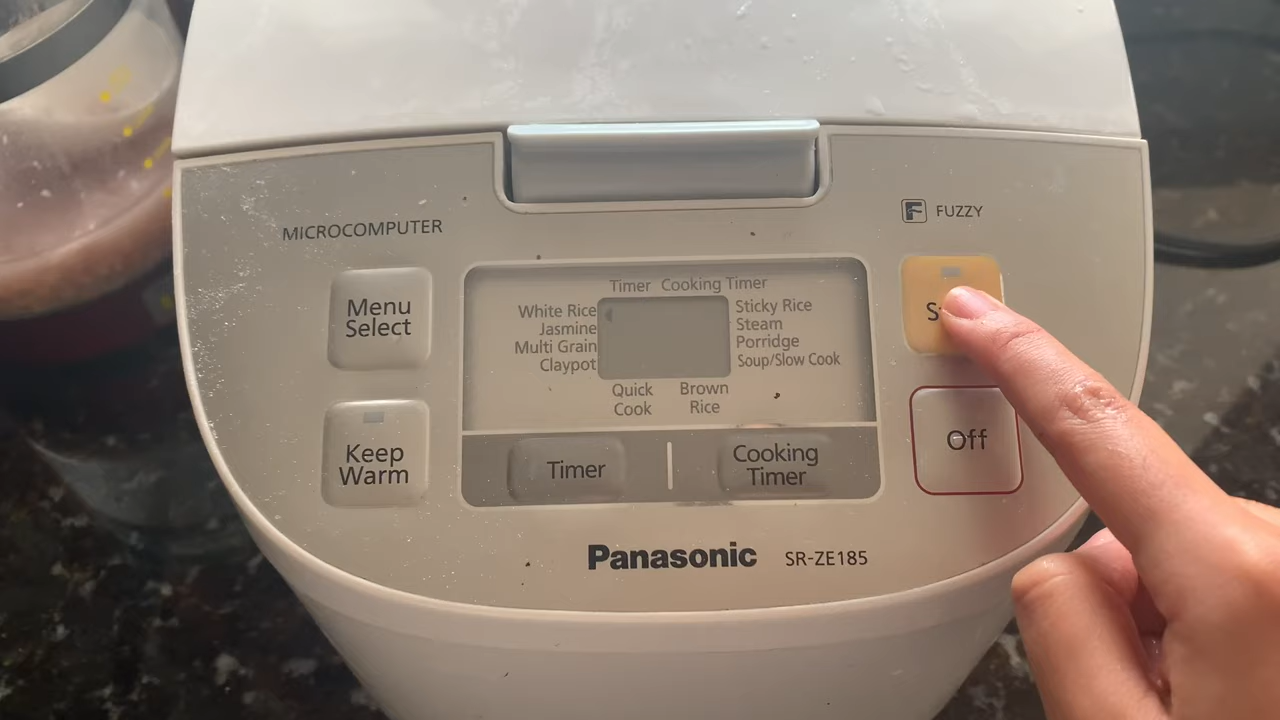 MICROCOMPUTER
FUZZY
Menu
Select
Keep
Warm
Timer Cooking Timer
White Rice
Jasmine
Multi Grain
Claypot
Sticky Rice
Steam
Porridge
Soup/Slow Cook
Quick
Cook
Brown
Rice
Timer
Cooking
Timer
Off
Panasonic SR-ZE185